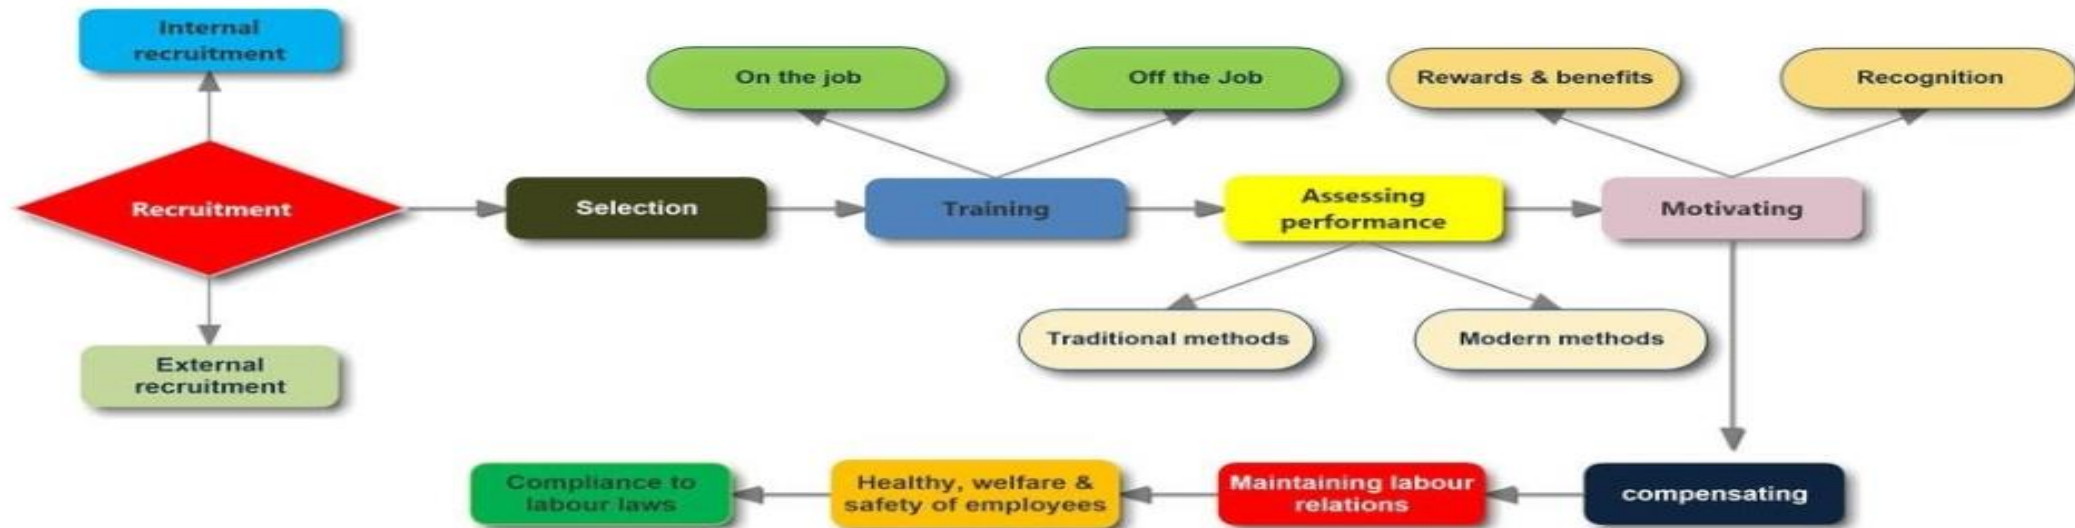 Internal
recruitment
On the job
Off the Job
Rewards & benefits
Recognition
Recruitment
Selection
Training
Assessing
performance
Motivating
Traditional methods
Modern methods
External
recruitment
Compliance to
labour laws
Healthy, welfare &
safety of employees
Maintaining labour
relations
compensating